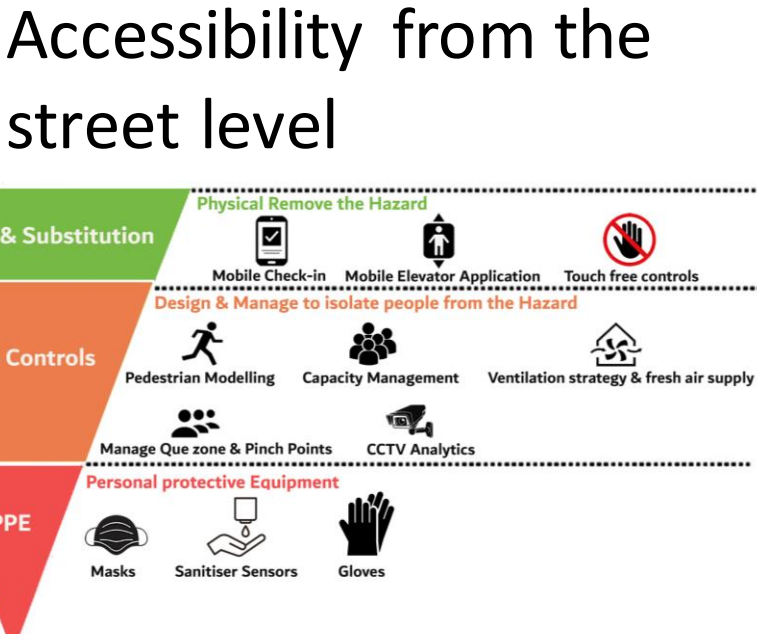 Accessibility from the
street level
Physical Remove the Hazard
& Substitution
Mobile Check-in Mobile Elevator Application Touch free controls
Design & Manage to isolate people from the Hazard
Controls
Pedestrian Modelling Capacity Management Ventilation strategy & fresh air supply
Manage Que zone & Pinch Points CCTV Analytics
Personal protective Equipment
PPE
Masks Sanitiser Sensors Gloves